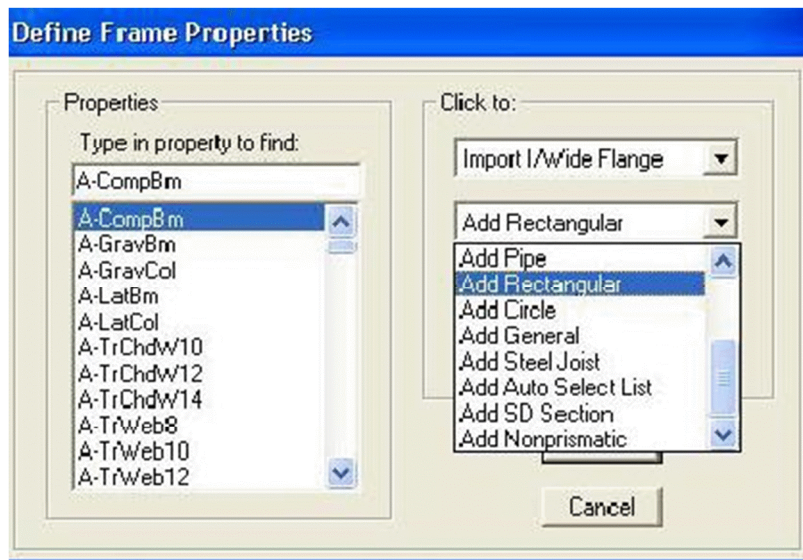 Define Frame Properties
Properties
Type in property to find:
A-CompBm
A-CompBm
A-GravBm
A-GravCol
A-LatBm
A-LatCol
A-TrChdW10
A-TrChdW12
A-TrChdW14
A-TrWeb8
A-TrWeb10
A-TrWeb12
Click to:
Import I/Wide Flange
Add Rectangular
Add Pipe
Add Rectangular
Add Circle
Add General
Add Steel Joist
Add Auto Select List
Add SD Section
Add Nonprismatic
Cancel